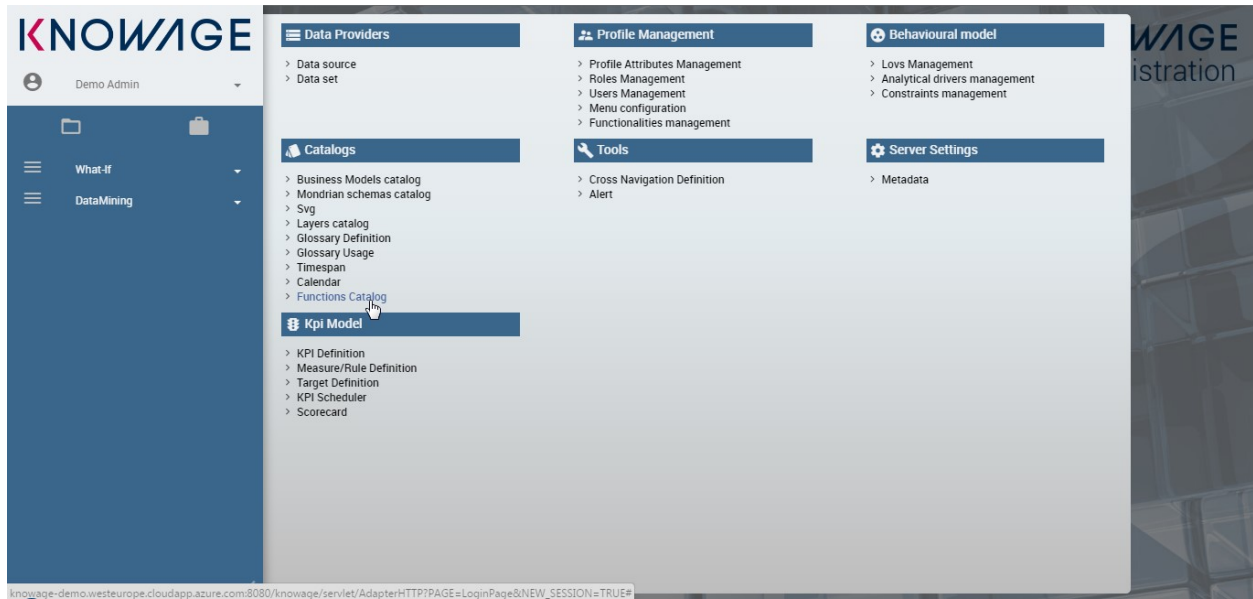 KNOWAGE
Demo Admin
What-If
DataMining
Data Providers
> Data source
> Data set
Profile Management
> Profile Attributes Management
> Roles Management
> Users Management
> Menu configuration
> Functionalities management
Behavioural model
> Lovs Management
> Analytical drivers management
> Constraints management
Catalogs
> Business Models catalog
> Mondrian schemas catalog
> Svg
> Layers catalog
> Glossary Definition
> Glossary Usage
> Timespan
> Calendar
> Functions Catalog
Tools
> Cross Navigation Definition
> Alert
Server Settings
> Metadata
Kpi Model
> KPI Definition
> Measure/Rule Definition
> Target Definition
> KPI Scheduler
> Scorecard
WAGE
istration
knowage-demo.westeurope.cloudapp.azure.com:8080/knowage/servlet/AdapterHTTP?PAGE=LoginPage&NEW_SESSION=TRUE#